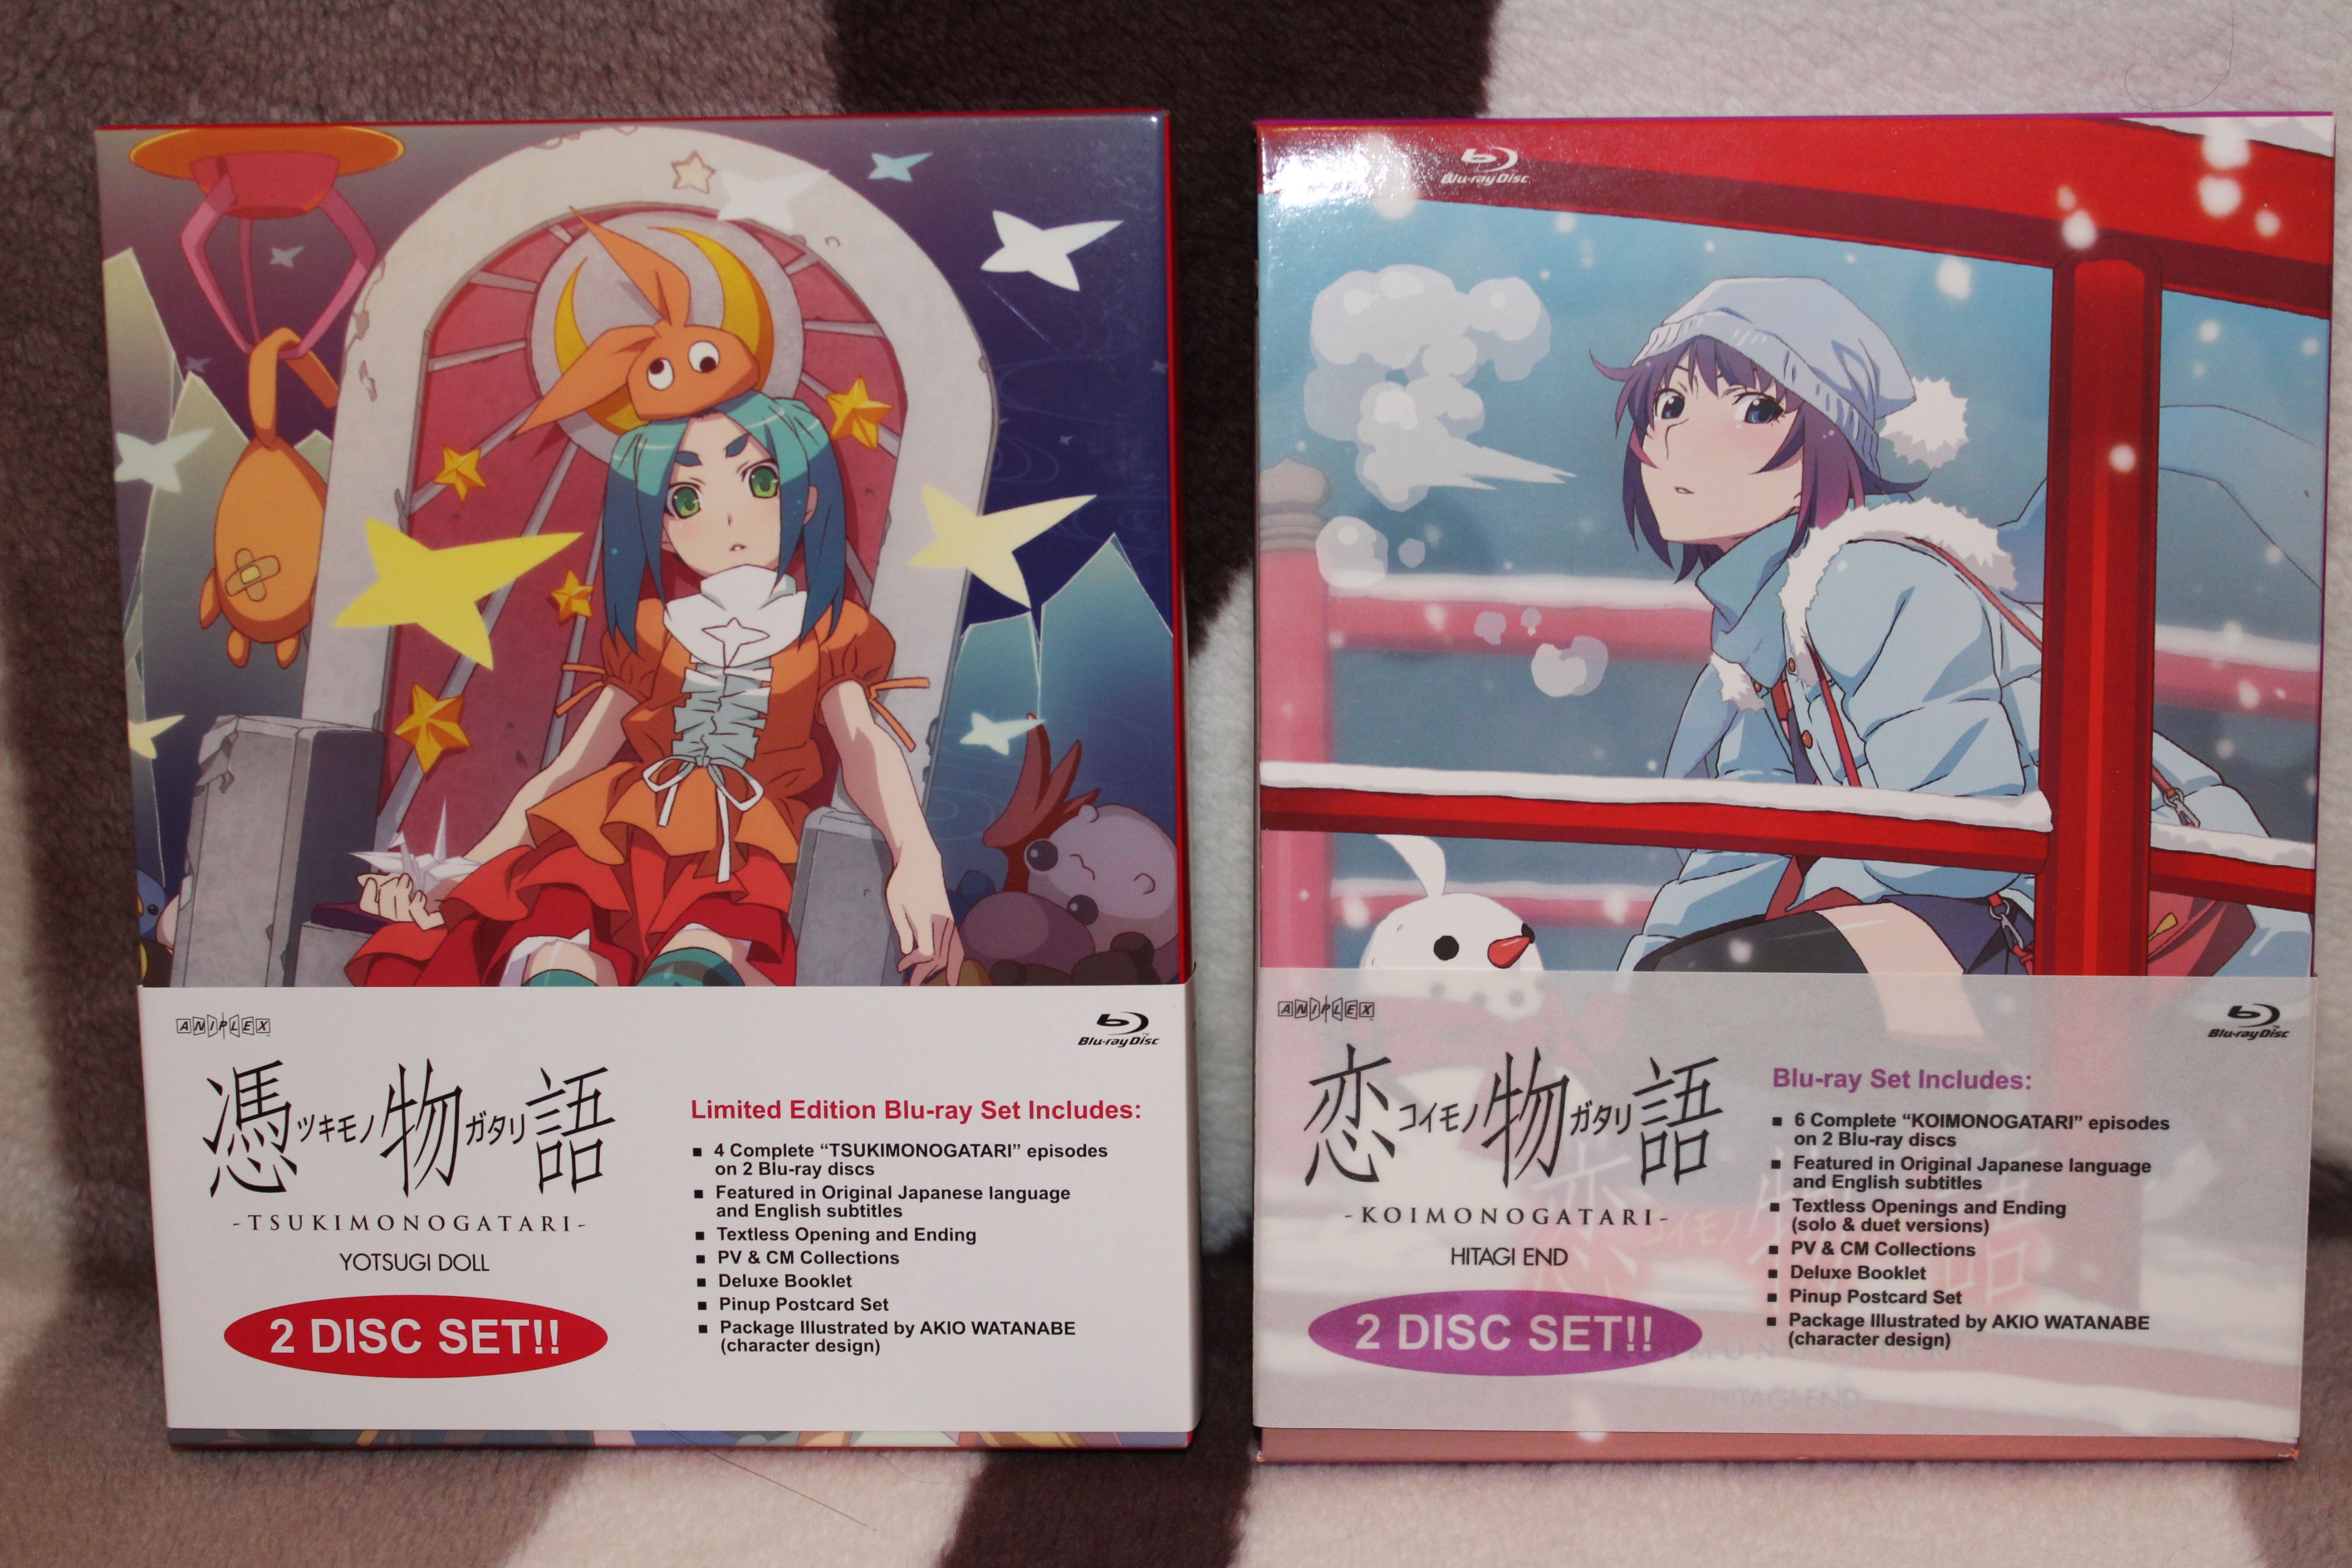 ANIPLEX
Blu-ray Disc
憑ツキモノ物ガタリ語
-TSUKIMONOGATARI-
YOTSUGI DOLL
2 DISC SET!!
Limited Edition Blu-ray Set Includes:
■ 4 Complete “TSUKIMONOGATARI” episodes
on 2 Blu-ray discs
■ Featured in Original Japanese language
and English subtitles
■ Textless Opening and Ending
■ PV & CM Collections
■ Deluxe Booklet
■ Pinup Postcard Set
■ Package Illustrated by AKIO WATANABE
(character design)
Blu-ray Disc
ANIPLEX
Blu-ray Disc
恋コイモノ物ガタリ語
-KOIMONOGATARI-
HITAGI END
2 DISC SET!!
Blu-ray Set Includes:
■ 6 Complete “KOIMONOGATARI” episodes
on 2 Blu-ray discs
■ Featured in Original Japanese language
and English subtitles
■ Textless Openings and Ending
(solo & duet versions)
■ PV & CM Collections
■ Deluxe Booklet
■ Pinup Postcard Set
■ Package Illustrated by AKIO WATANABE
(character design)
HITAGI END